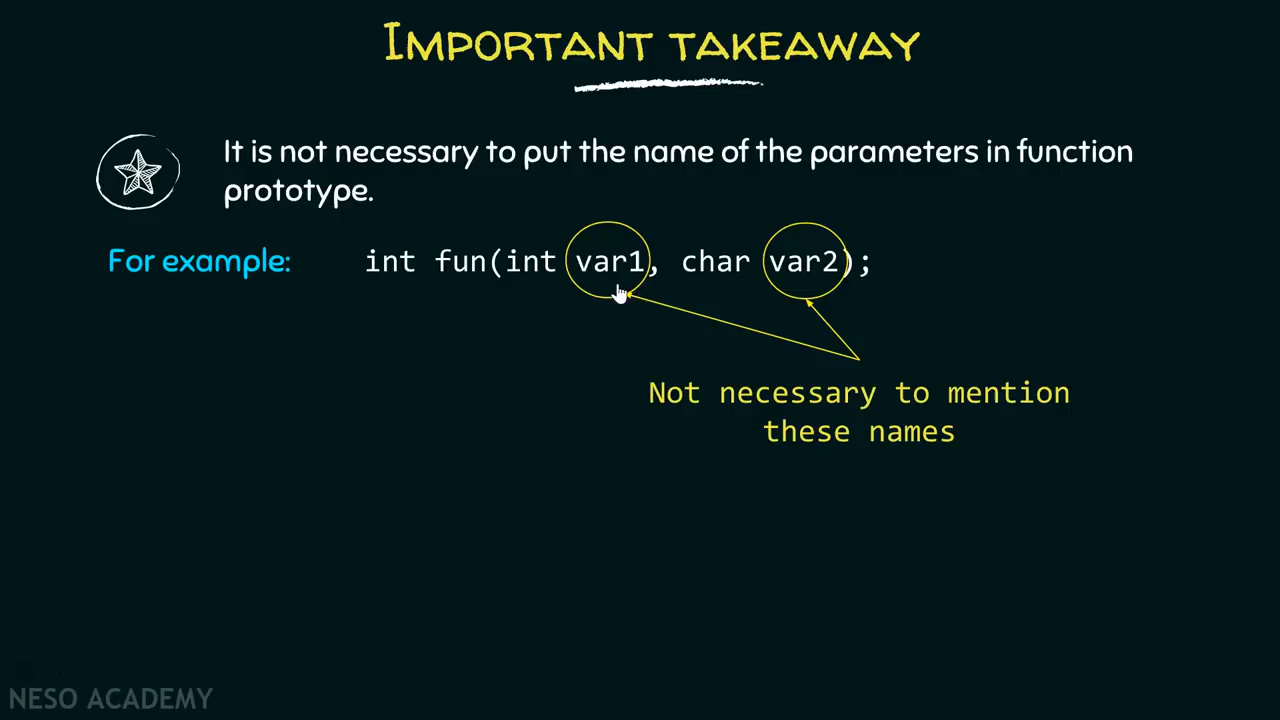 IMPORTANT TAKEAWAY
It is not necessary to put the name of the parameters in function
prototype.
For example: int fun(int var1, char var2);
Not necessary to mention
these names
NESO ACADEMY